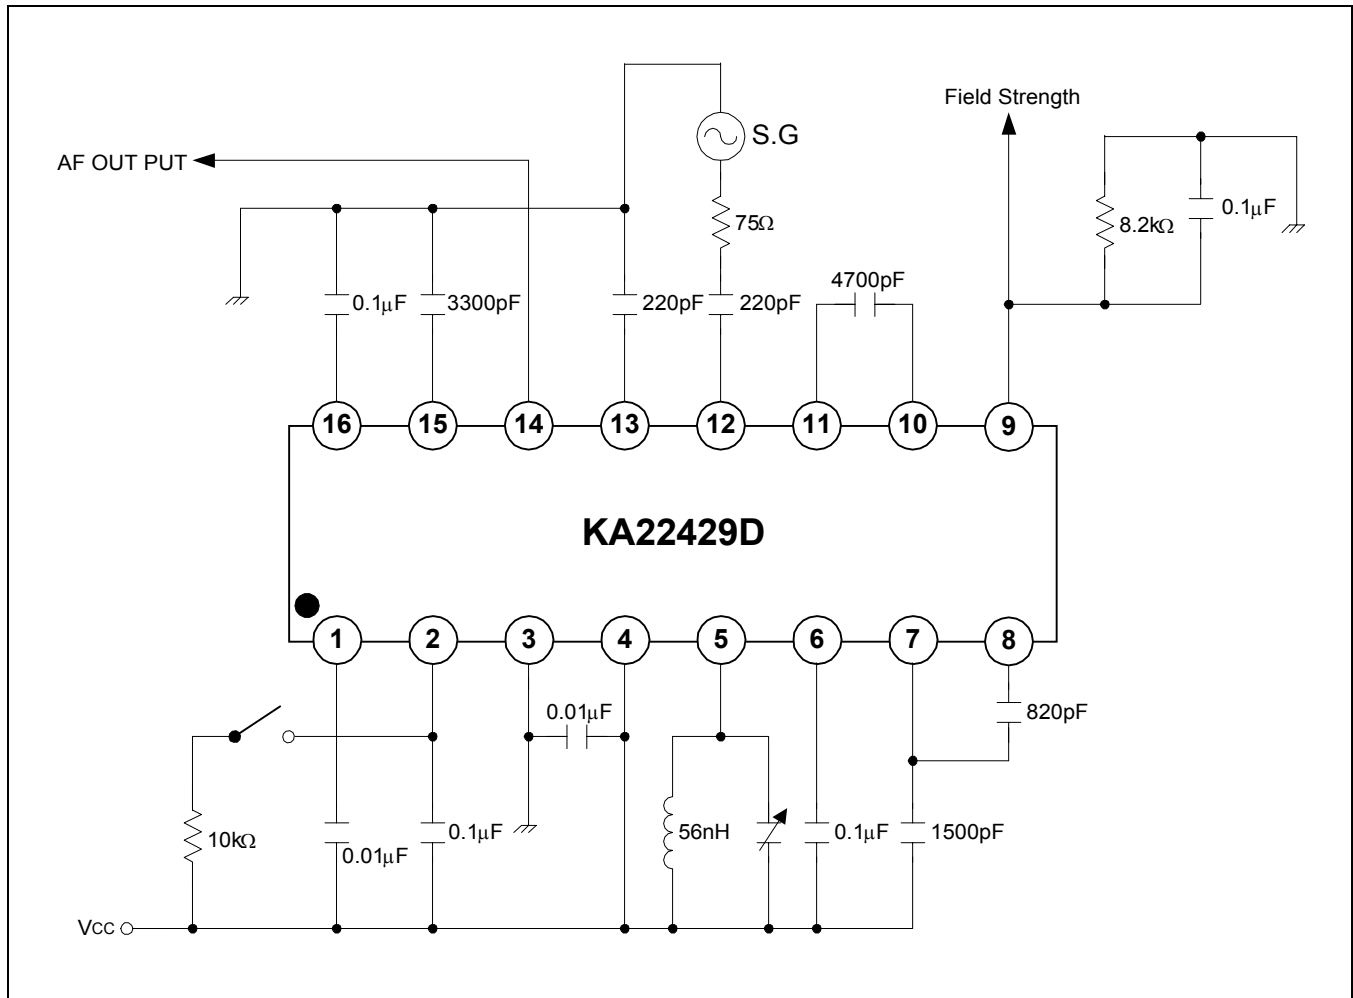 Field Strength
S.G
AF OUT PUT
75Ω
8.2kΩ
0.1μF
4700pF
0.1μF
3300pF
220pF
220pF
16
15
14
13
12
11
10
9
KA22429D
1
2
3
4
5
6
7
8
0.01μF
820pF
10kΩ
0.01μF
0.1μF
56nH
0.1μF
1500pF
Vcc